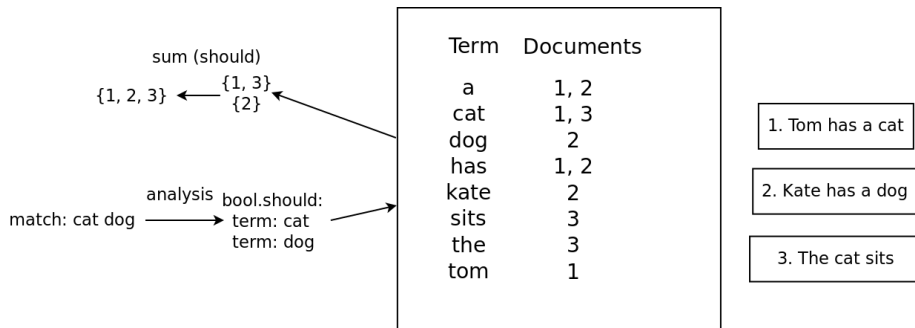 sum (should)
{1, 3}
{1, 2, 3}
{2}
match: cat dog
analysis
bool.should:
term: cat
term: dog
Term Documents
a 1, 2
cat 1, 3
dog 2
has 1, 2
kate 2
sits 3
the 3
tom 1
1. Tom has a cat
2. Kate has a dog
3. The cat sits